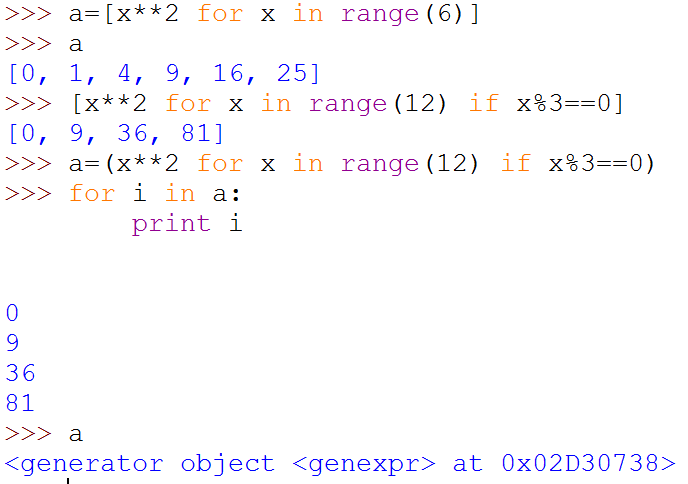 >>> a=[x**2 for x in range(6)]
>>> a
[0, 1, 4, 9, 16, 25]
>>> [x**2 for x in range(12) if x%3==0]
[0, 9, 36, 81]
>>> a=(x**2 for x in range(12) if x%3==0)
>>> for i in a:
        print i
0
9
36
81
>>> a
<generator object <genexpr> at 0x02D30738>